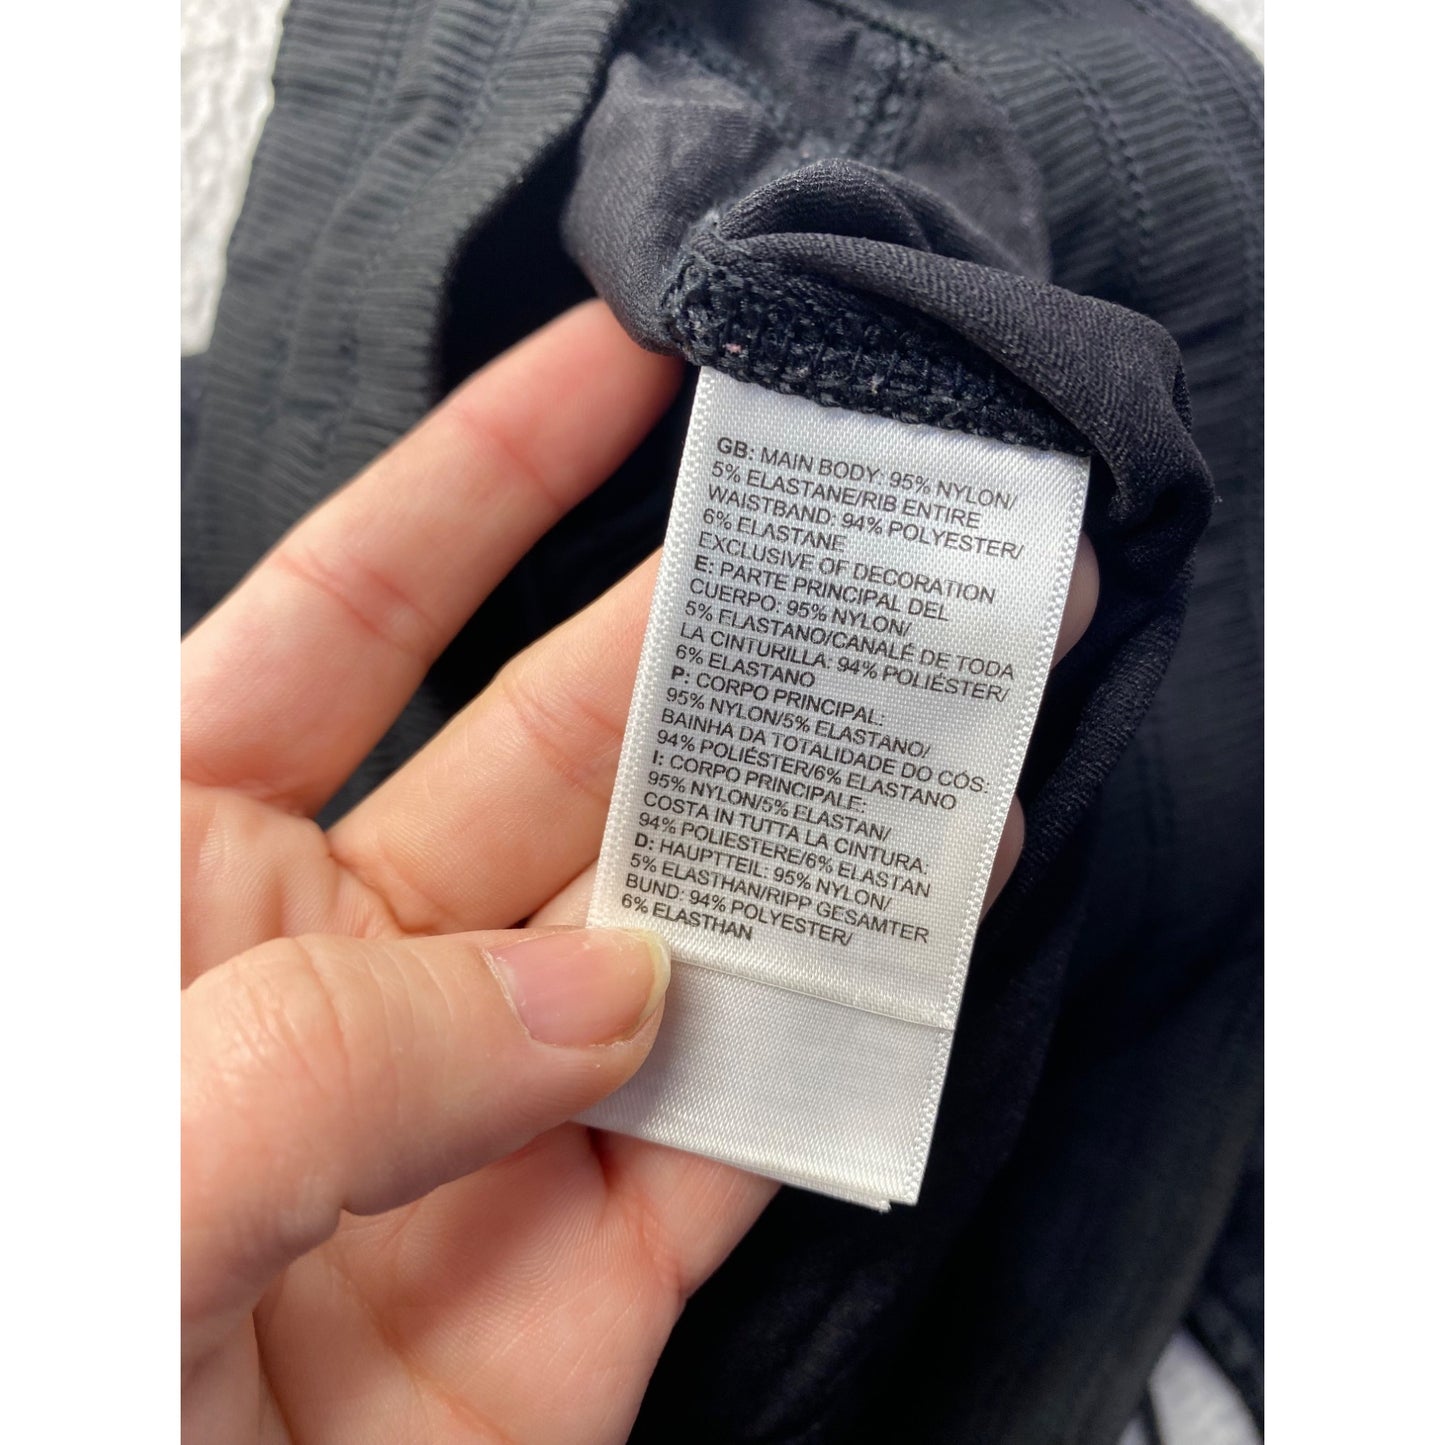 GB: MAIN BODY: 95% NYLON/
5% ELASTANE/RIB ENTIRE
WAISTBAND: 94% POLYESTER/
6% ELASTANE
EXCLUSIVE OF DECORATION
E: PARTE PRINCIPAL DEL
CUERPO: 95% NYLON/
5% ELASTANO/CANALÉ DE TODA
LA CINTURILLA: 94% POLIÉSTER/
6% ELASTANO
P: CORPO PRINCIPAL:
95% NYLON/5% ELASTANO/
BAINHA DA TOTALIDADE DO CÓS:
94% POLIÉSTER/6% ELASTANO
I: CORPO PRINCIPALE:
95% NYLON/5% ELASTAN/
COSTA IN TUTTA LA CINTURA:
94% POLIESTERE/6% ELASTAN
D: HAUPTTEIL: 95% NYLON/
5% ELASTHAN/RIPP GESAMTER
BUND: 94% POLYESTER/
6% ELASTHAN